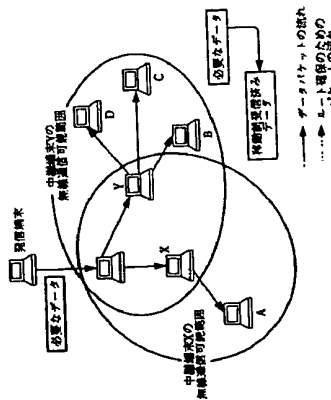 発信端末
必要なデータ
中継端末Yの
無線通信可能範囲
D
C
Y
B
X
A
中継端末Xの
無線通信可能範囲
必要なデータ
移動前受信済み
データ
データパケットの流れ
ルート確保のための